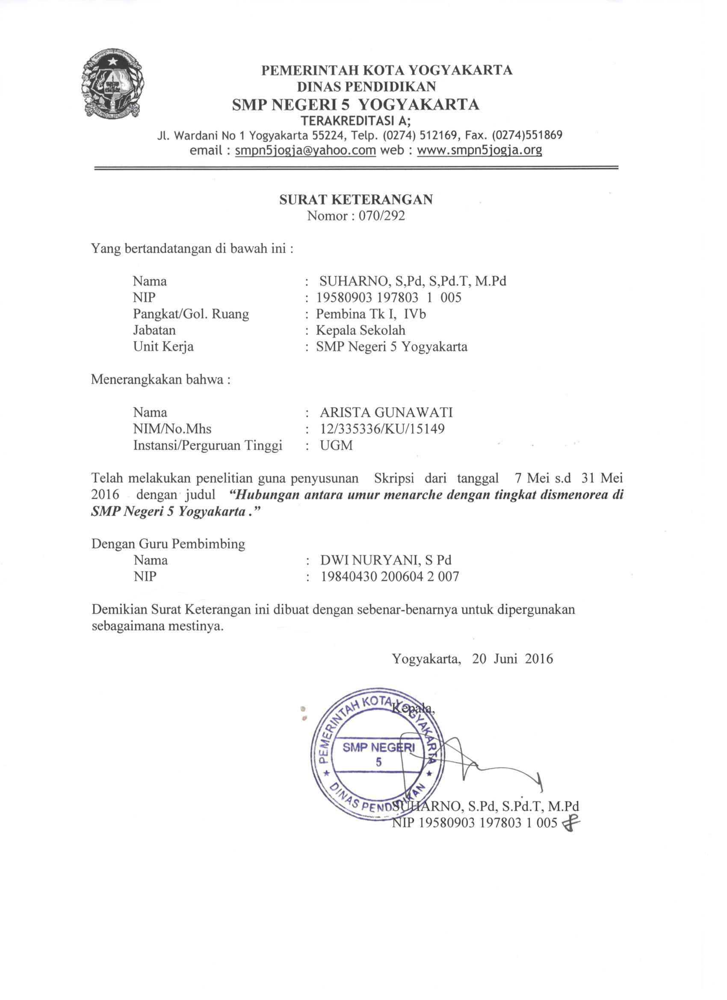 PEMERINTAH KOTA YOGYAKARTA
DINAS PENDIDIKAN
SMP NEGERI 5 YOGYAKARTA
TERAKREDITASI A;
Jl. Wardani No 1 Yogyakarta 55224, Telp. (0274) 512169, Fax. (0274)551869
email : smpn5jogja@yahoo.com web : www.smpn5jogja.org
SURAT KETERANGAN
Nomor : 070/292
Yang bertandatangan di bawah ini :
Nama : SUHARNO, S,Pd, S,Pd.T, M.Pd
NIP : 19580903 197803 1 005
Pangkat/Gol. Ruang : Pembina Tk I, IVb
Jabatan : Kepala Sekolah
Unit Kerja : SMP Negeri 5 Yogyakarta
Menerangkakan bahwa :
Nama : ARISTA GUNAWATI
NIM/No.Mhs : 12/335336/KU/15149
Instansi/Perguruan Tinggi : UGM
Telah melakukan penelitian guna penyusunan Skripsi dari tanggal 7 Mei s.d 31 Mei
2016 dengan judul “Hubungan antara umur menarche dengan tingkat dismenorea di
SMP Negeri 5 Yogyakarta .”
Dengan Guru Pembimbing
Nama : DWI NURYANI, S Pd
NIP : 19840430 200604 2 007
Demikian Surat Keterangan ini dibuat dengan sebenar-benarnya untuk dipergunakan
sebagaimana mestinya.
Yogyakarta, 20 Juni 2016
Kepala,
PEMERINTAH KOTA YOGYAKARTA
SMP NEGERI
5
DINAS PENDIDIKAN
SUHARNO, S.Pd, S.Pd.T, M.Pd
NIP 19580903 197803 1 005